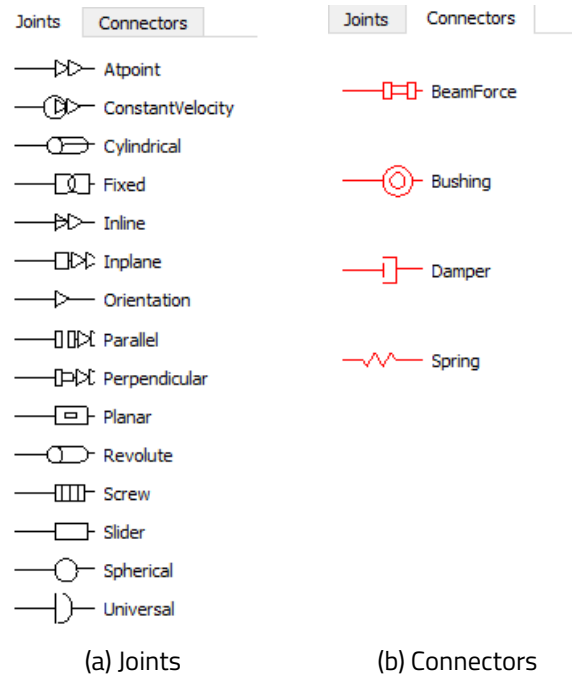 Joints Connectors
Atpoint
ConstantVelocity
Cylindrical
Fixed
Inline
Inplane
Orientation
Parallel
Perpendicular
Planar
Revolute
Screw
Slider
Spherical
Universal
(a) Joints
Joints Connectors
BeamForce
Bushing
Damper
Spring
(b) Connectors